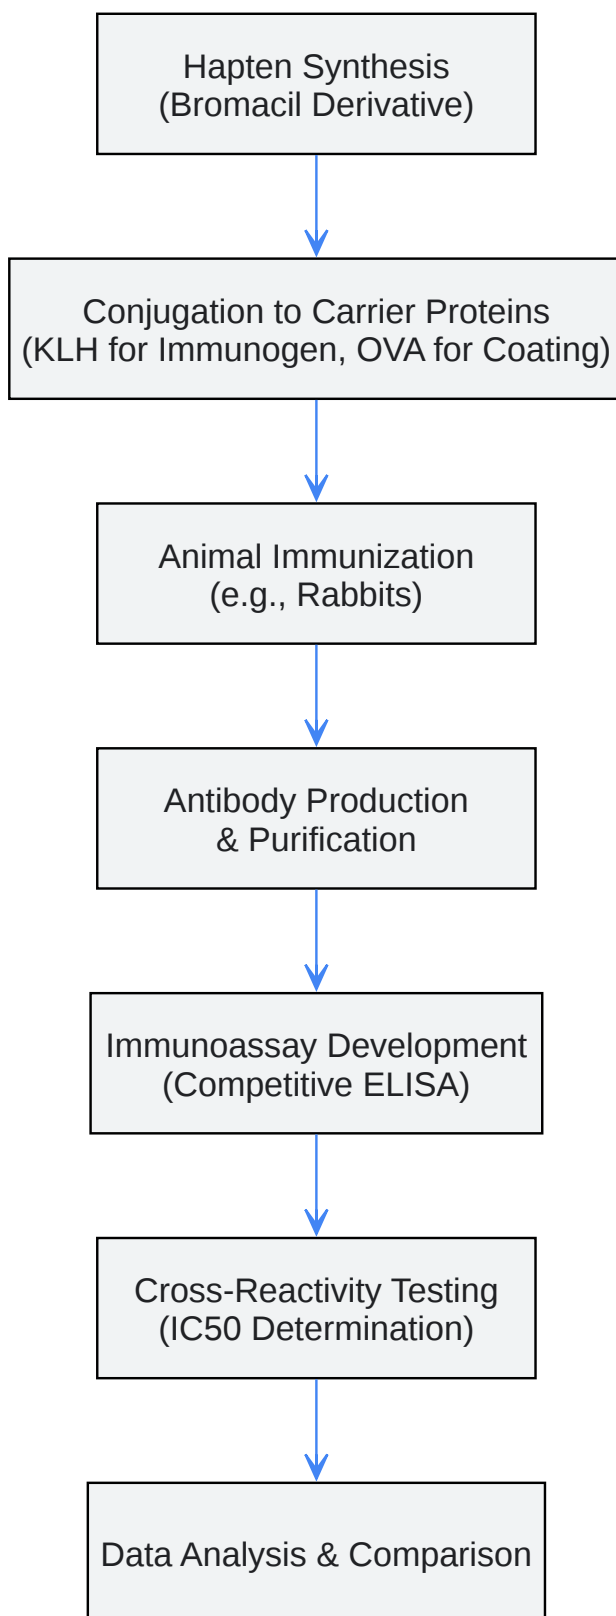 Hapten Synthesis
(Bromacil Derivative)
Conjugation to Carrier Proteins
(KLH for Immunogen, OVA for Coating)
Animal Immunization
(e.g., Rabbits)
Antibody Production
& Purification
Immunoassay Development
(Competitive ELISA)
Cross-Reactivity Testing
(IC50 Determination)
Data Analysis & Comparison